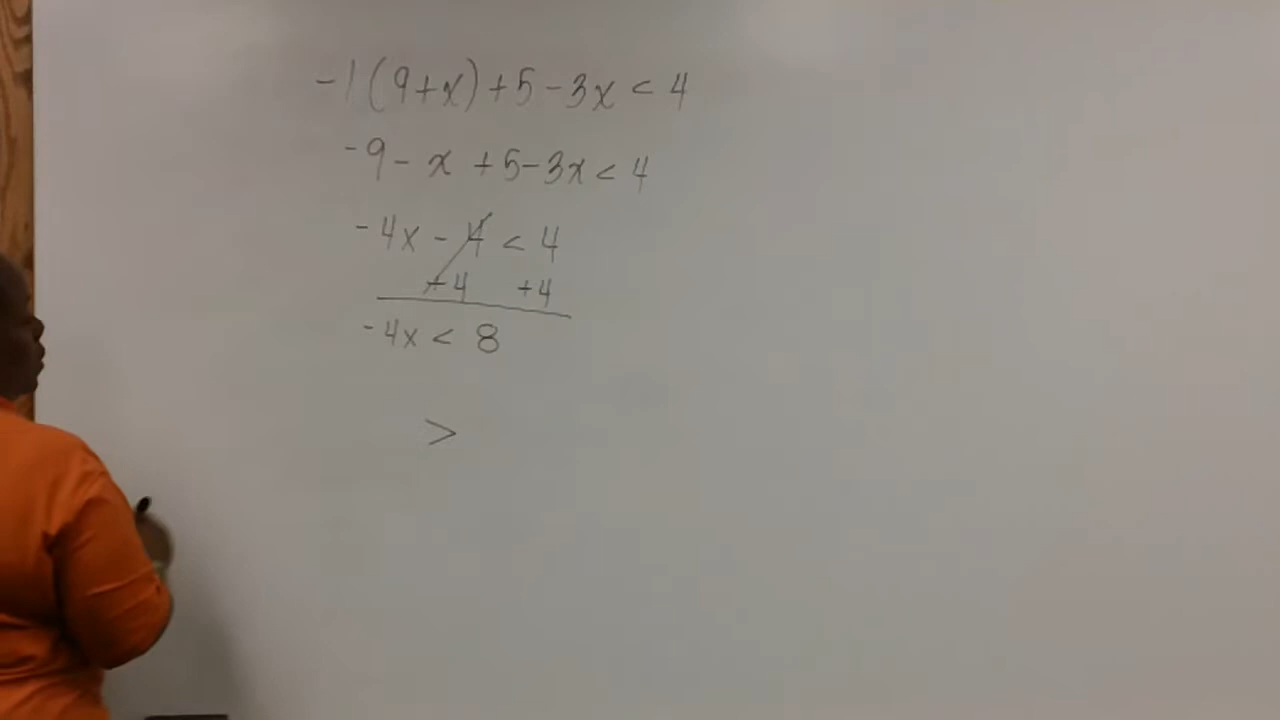 -1(9+x)+5-3x<4
-9-x+5-3x<4
-4x-4<4
+4 +4
-4x<8
>